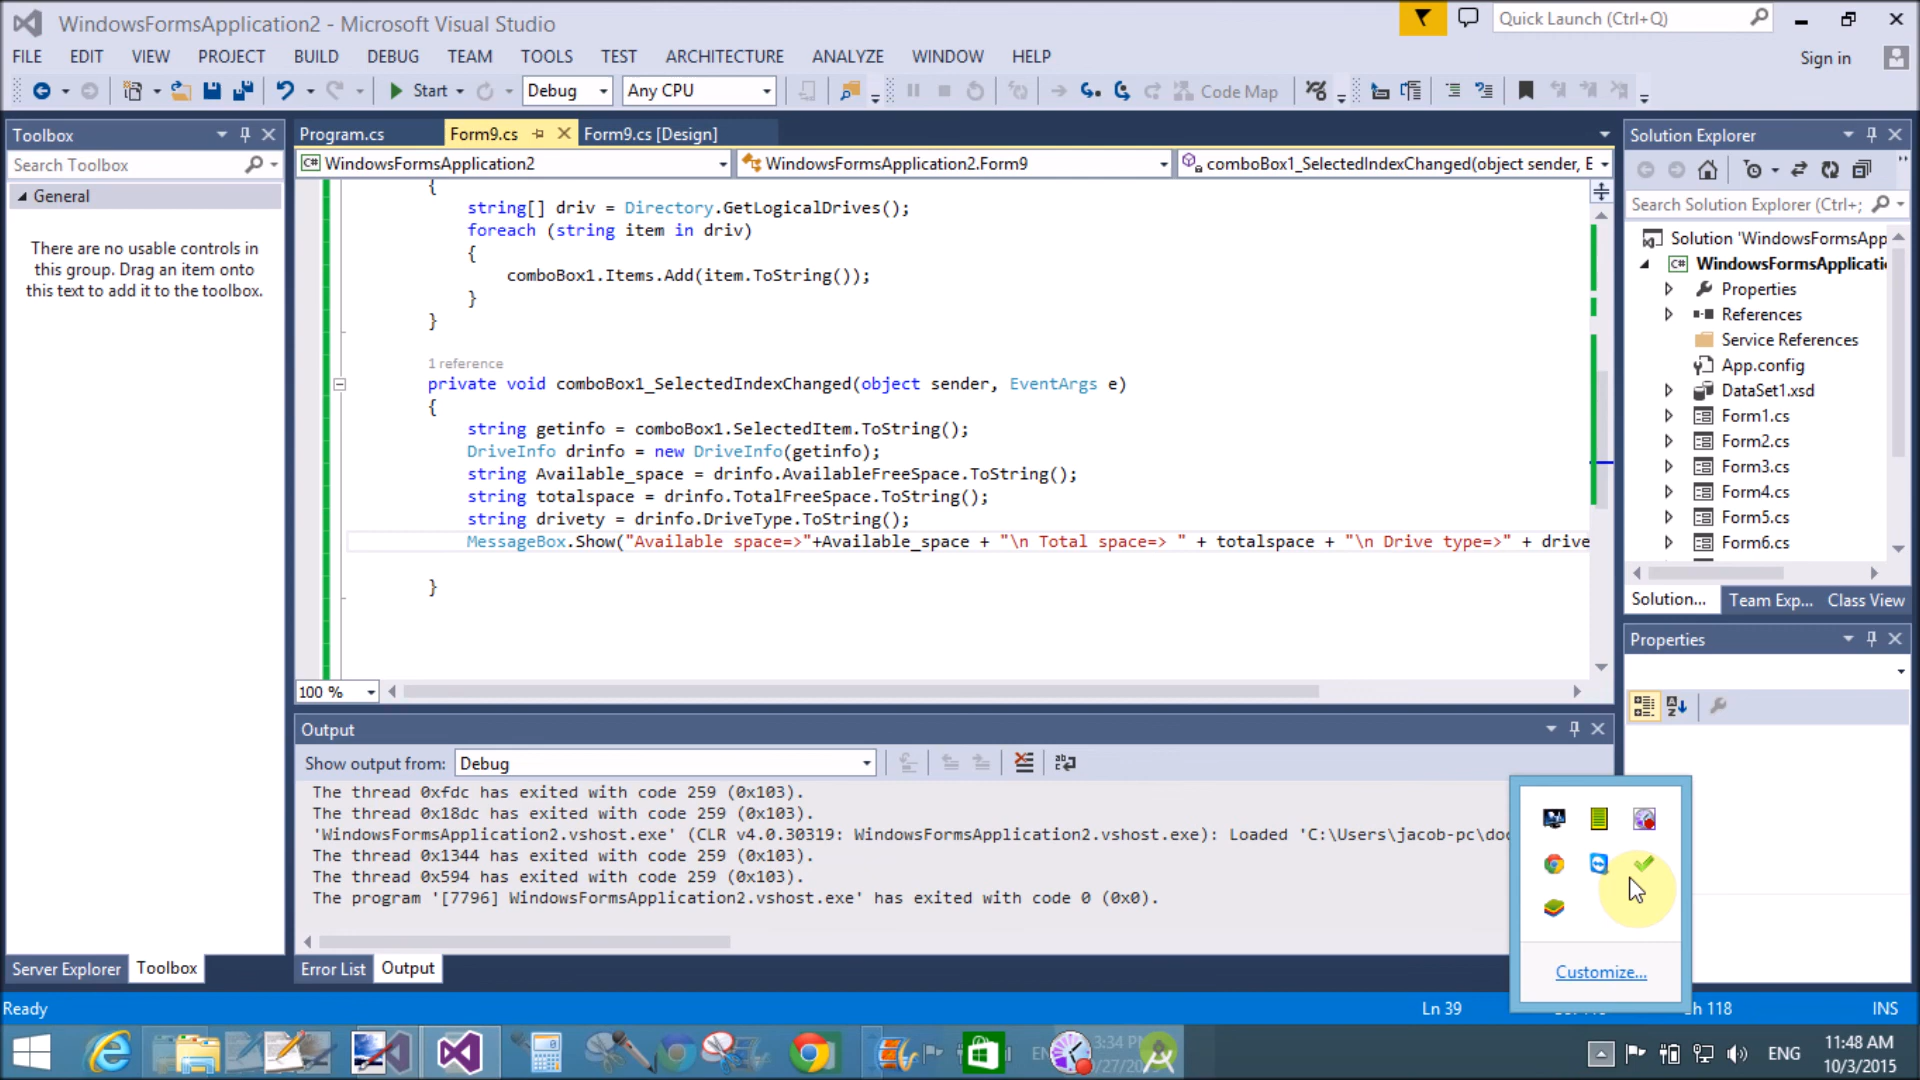 WindowsFormsApplication2 - Microsoft Visual Studio
Quick Launch (Ctrl+Q)
FILE EDIT VIEW PROJECT BUILD DEBUG TEAM TOOLS TEST ARCHITECTURE ANALYZE WINDOW HELP
Sign in
Start Debug Any CPU Code Map
Toolbox
Search Toolbox
General
There are no usable controls in
this group. Drag an item onto
this text to add it to the toolbox.
Server Explorer Toolbox
Program.cs Form9.cs Form9.cs [Design]
C# WindowsFormsApplication2 WindowsFormsApplication2.Form9 comboBox1_SelectedIndexChanged(object sender, E
{
string[] driv = Directory.GetLogicalDrives();
foreach (string item in driv)
{
comboBox1.Items.Add(item.ToString());
}
}
1 reference
private void comboBox1_SelectedIndexChanged(object sender, EventArgs e)
{
string getinfo = comboBox1.SelectedItem.ToString();
DriveInfo drinfo = new DriveInfo(getinfo);
string Available_space = drinfo.AvailableFreeSpace.ToString();
string totalspace = drinfo.TotalFreeSpace.ToString();
string drivety = drinfo.DriveType.ToString();
MessageBox.Show("Available space=>"+Available_space + "\n Total space=> " + totalspace + "\n Drive type=>" + drive
}
100 %
Output
Show output from: Debug
The thread 0xfdc has exited with code 259 (0x103).
The thread 0x18dc has exited with code 259 (0x103).
'WindowsFormsApplication2.vshost.exe' (CLR v4.0.30319: WindowsFormsApplication2.vshost.exe): Loaded 'C:\Users\jacob-pc\doc
The thread 0x1344 has exited with code 259 (0x103).
The thread 0x594 has exited with code 259 (0x103).
The program '[7796] WindowsFormsApplication2.vshost.exe' has exited with code 0 (0x0).
Error List Output
Solution Explorer
Search Solution Explorer (Ctrl+;
Solution 'WindowsFormsApp
C# WindowsFormsApplicati
Properties
References
Service References
App.config
DataSet1.xsd
Form1.cs
Form2.cs
Form3.cs
Form4.cs
Form5.cs
Form6.cs
Solution... Team Exp... Class View
Properties
Customize...
Ready Ln 39 Ch 118 INS
3:34 P
ENG 11:48 AM
10/3/2015